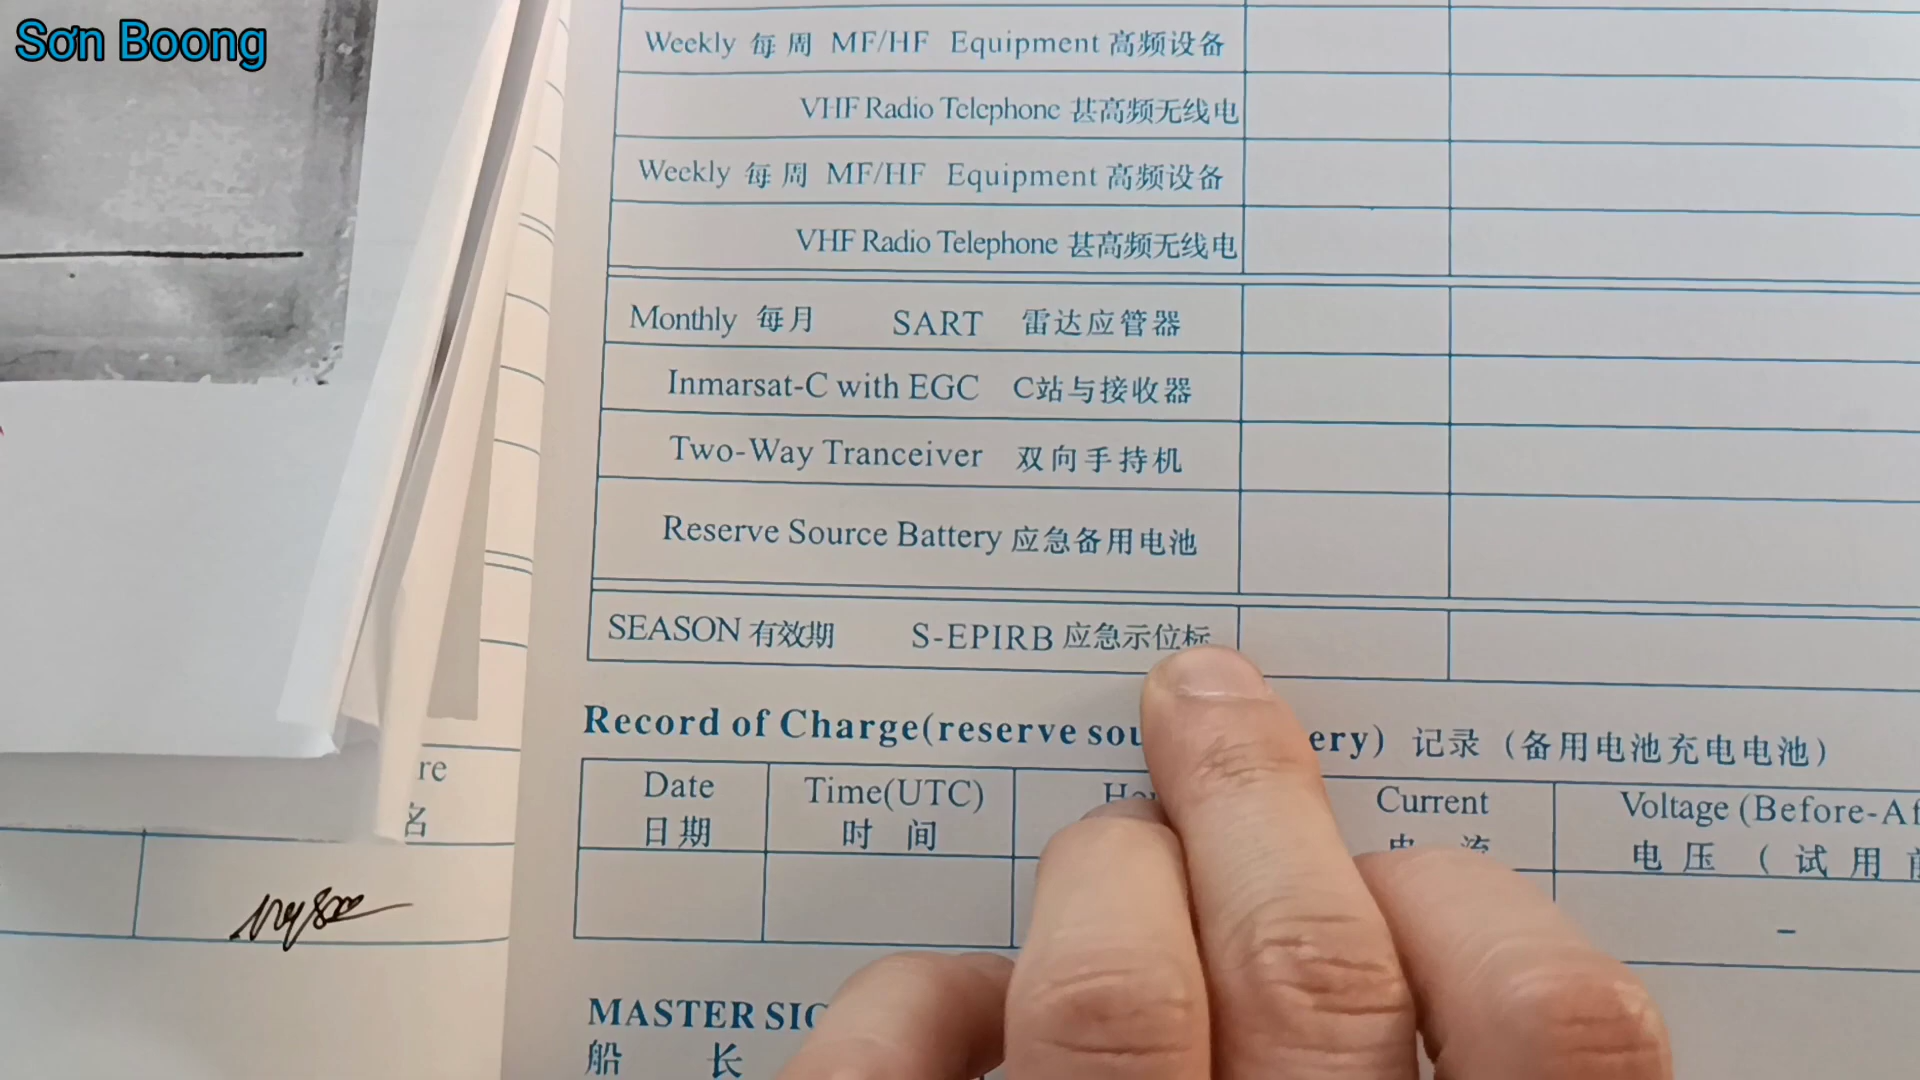 Sơn Boong
Weekly 每周 MF/HF Equipment 高频设备
VHF Radio Telephone 甚高频无线电
Weekly 每周 MF/HF Equipment 高频设备
VHF Radio Telephone 甚高频无线电
Monthly 每月 SART 雷达应管器
Inmarsat-C with EGC C站与接收器
Two-Way Tranceiver 双向手持机
Reserve Source Battery 应急备用电池
SEASON 有效期 S-EPIRB 应急示位标
Record of Charge(reserve ery) 记录 (备用电池充电电池)
re
名
Date Time(UTC) Current Voltage (Before-Af
日期 时间 电流 电压 (试用前
–
MASTER
船长